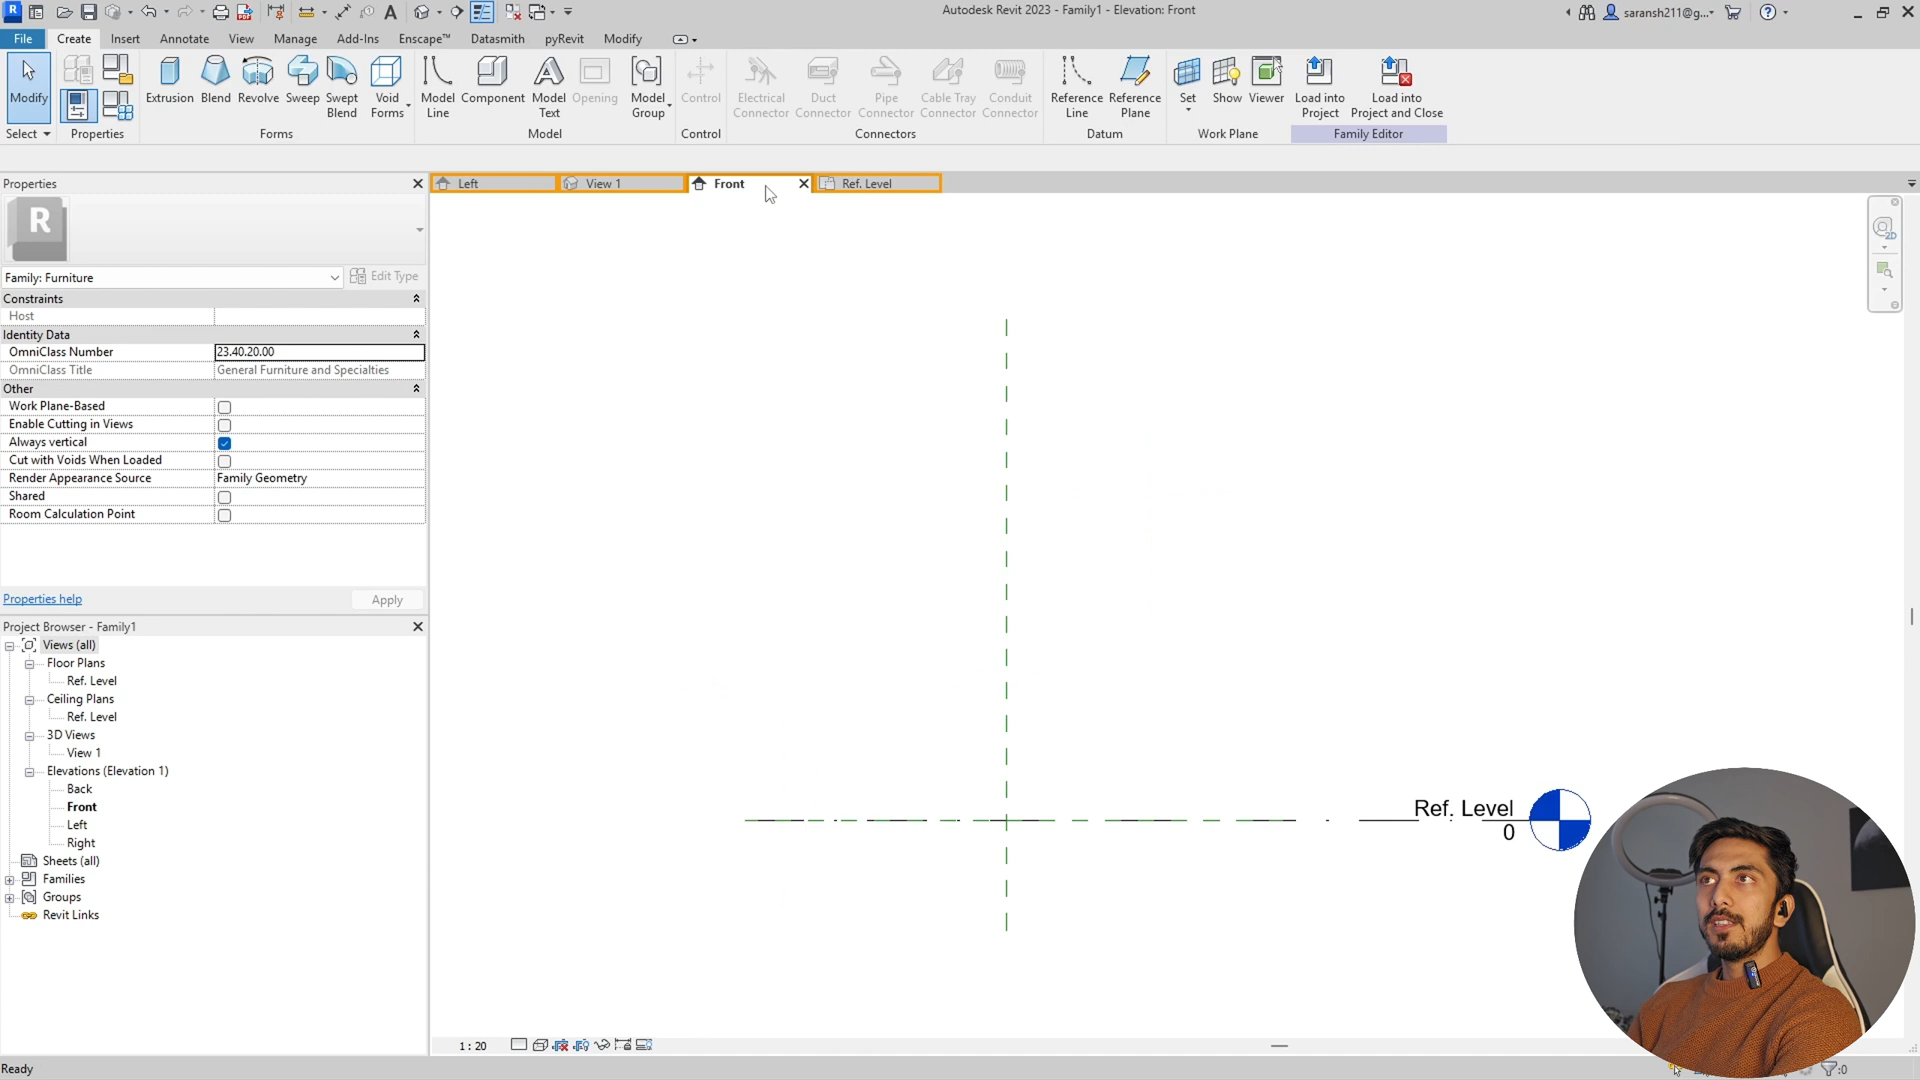 Autodesk Revit 2023 - Family1 - Elevation: Front
saransh211@g...
File Create Insert Annotate View Manage Add-Ins Enscape™ Datasmith pyRevit Modify
Modify
Extrusion Blend Revolve Sweep Swept Blend Void Forms
Model Line Component Model Text Opening Model Group
Control
Electrical Connector Duct Connector Pipe Connector Cable Tray Connector Conduit Connector
Reference Line Reference Plane
Set Show Viewer
Load into Project Load into Project and Close
Select Properties Forms Model Control Connectors Datum Work Plane Family Editor
Properties
Left View 1 Front Ref. Level
R
Family: Furniture Edit Type
Constraints
Host
Identity Data
OmniClass Number 23.40.20.00
OmniClass Title General Furniture and Specialties
Other
Work Plane-Based
Enable Cutting in Views
Always vertical
Cut with Voids When Loaded
Render Appearance Source Family Geometry
Shared
Room Calculation Point
Properties help Apply
Project Browser - Family1
Views (all)
Floor Plans
Ref. Level
Ceiling Plans
Ref. Level
3D Views
View 1
Elevations (Elevation 1)
Back
Front
Left
Right
Sheets (all)
Families
Groups
Revit Links
Ref. Level
0
1 : 20
Ready
:0